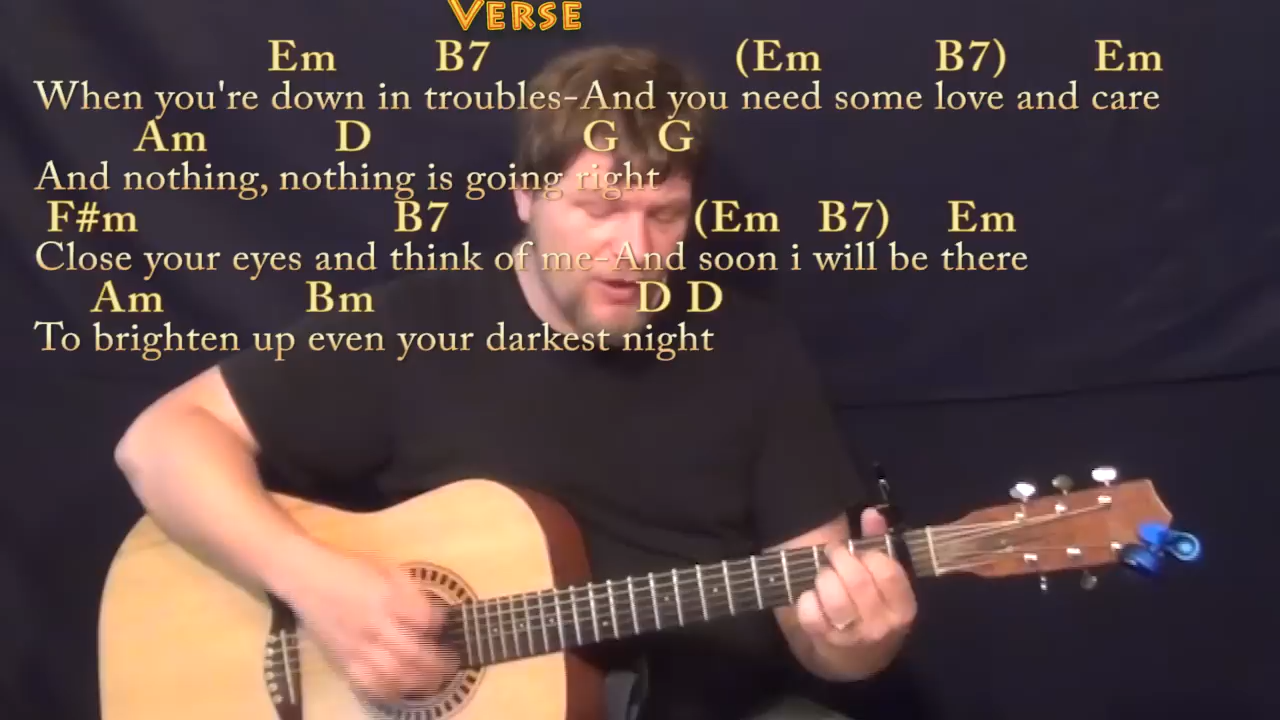 VERSE
Em B7 (Em B7) Em
When you're down in troubles-And you need some love and care
Am D G G
And nothing, nothing is going right
F#m B7 (Em B7) Em
Close your eyes and think of me-And soon i will be there
Am Bm D D
To brighten up even your darkest night